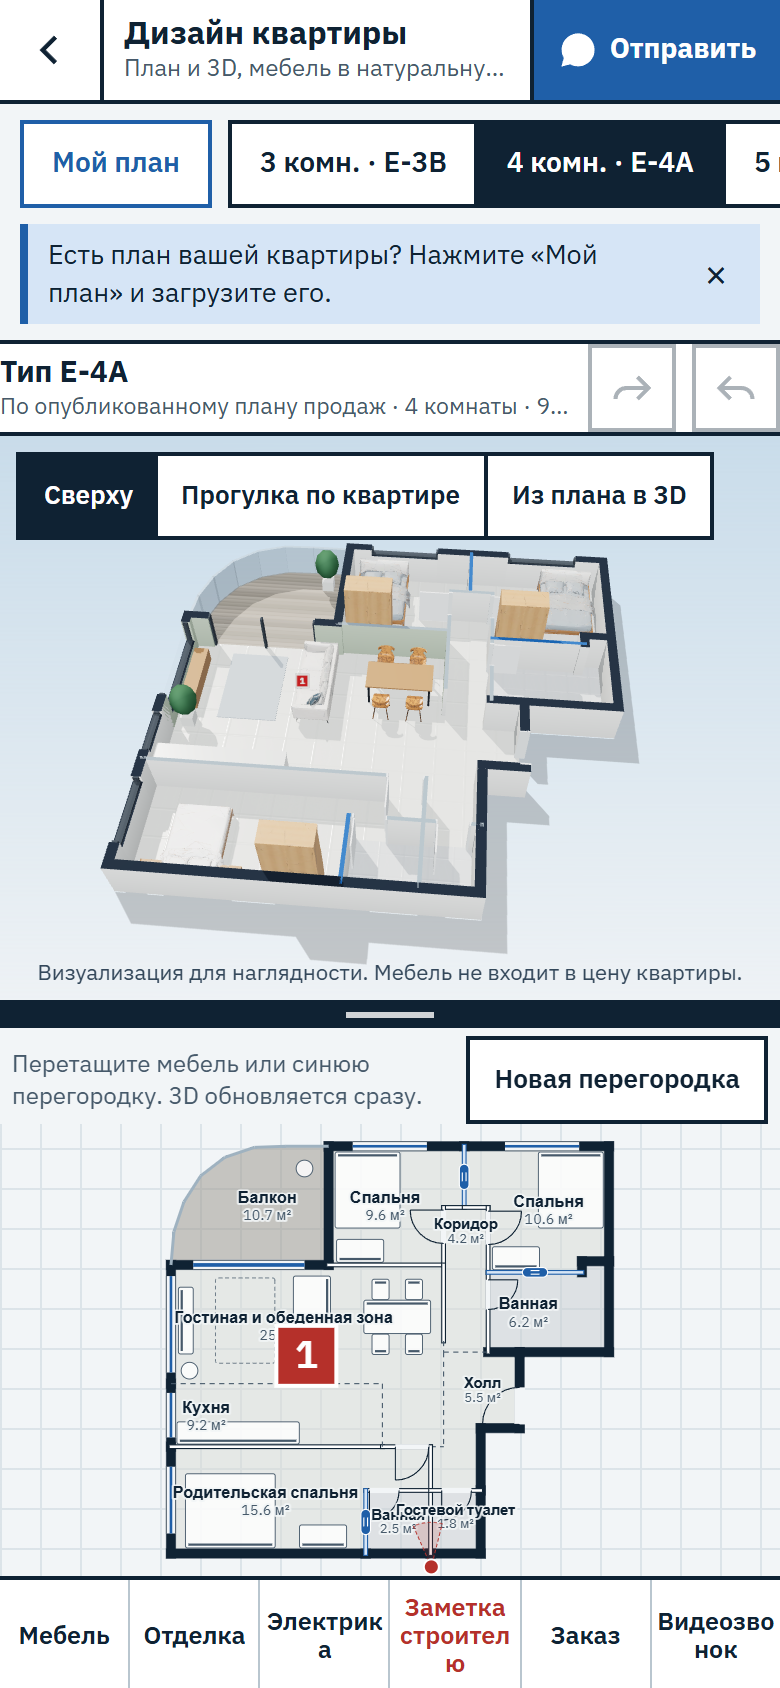 Дизайн квартиры
План и 3D, мебель в натуральну...
Отправить
Мой план
3 комн. · E-3B
4 комн. · E-4A
5
Есть план вашей квартиры? Нажмите «Мой
план» и загрузите его.
Тип E-4A
По опубликованному плану продаж · 4 комнаты · 9...
Сверху
Прогулка по квартире
Из плана в 3D
1
Визуализация для наглядности. Мебель не входит в цену квартиры.
Перетащите мебель или синюю
перегородку. 3D обновляется сразу.
Новая перегородка
Балкон
10.7 м²
Спальня
9.6 м²
Спальня
10.6 м²
Коридор
4.2 м²
Ванная
6.2 м²
Гостиная и обеденная зона
25
1
Холл
5.5 м²
Кухня
9.2 м²
Родительская спальня
15.6 м²
Ванная
2.5 м²
Гостевой туалет
1.8 м²
Мебель
Отделка
Электрик
а
Заметка
строител
ю
Заказ
Видеозво
нок